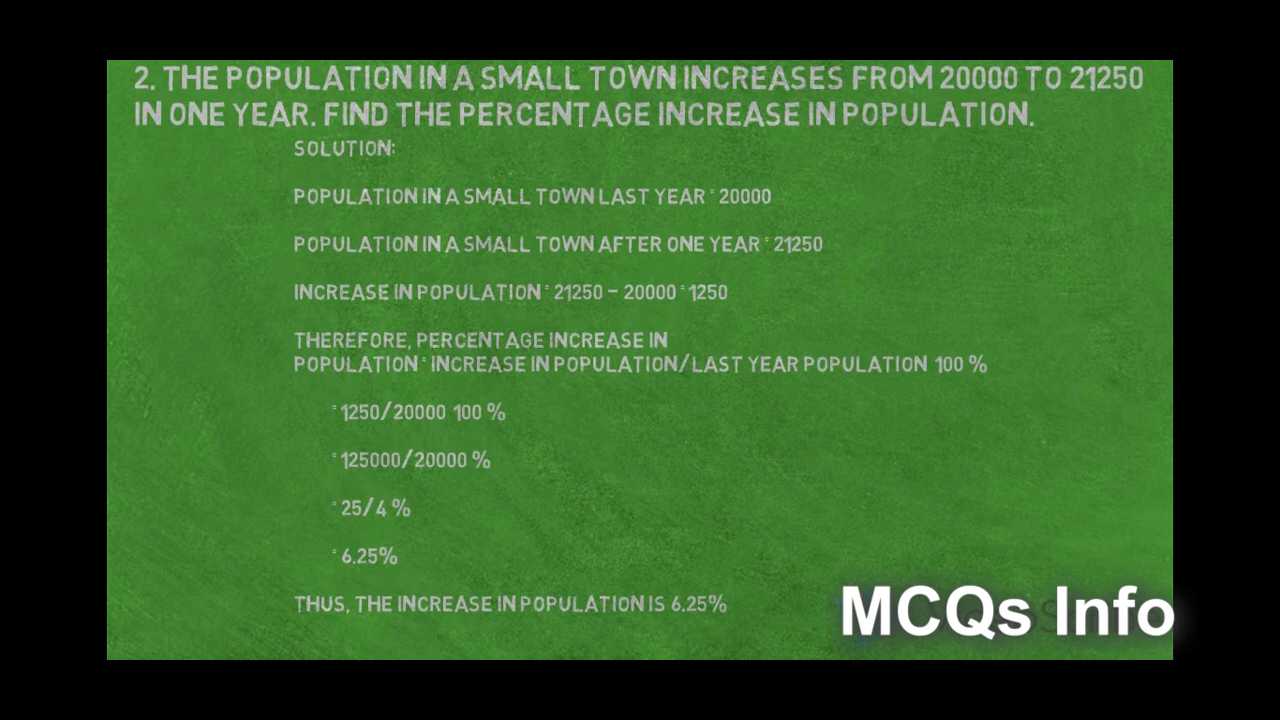 2. THE POPULATION IN A SMALL TOWN INCREASES FROM 20000 TO 21250
IN ONE YEAR. FIND THE PERCENTAGE INCREASE IN POPULATION.
SOLUTION:
POPULATION IN A SMALL TOWN LAST YEAR = 20000
POPULATION IN A SMALL TOWN AFTER ONE YEAR = 21250
INCREASE IN POPULATION = 21250 - 20000 = 1250
THEREFORE, PERCENTAGE INCREASE IN
POPULATION = INCREASE IN POPULATION/LAST YEAR POPULATION 100 %
= 1250/20000 100 %
= 125000/20000 %
= 25/4 %
= 6.25%
THUS, THE INCREASE IN POPULATION IS 6.25%
MCQs Info